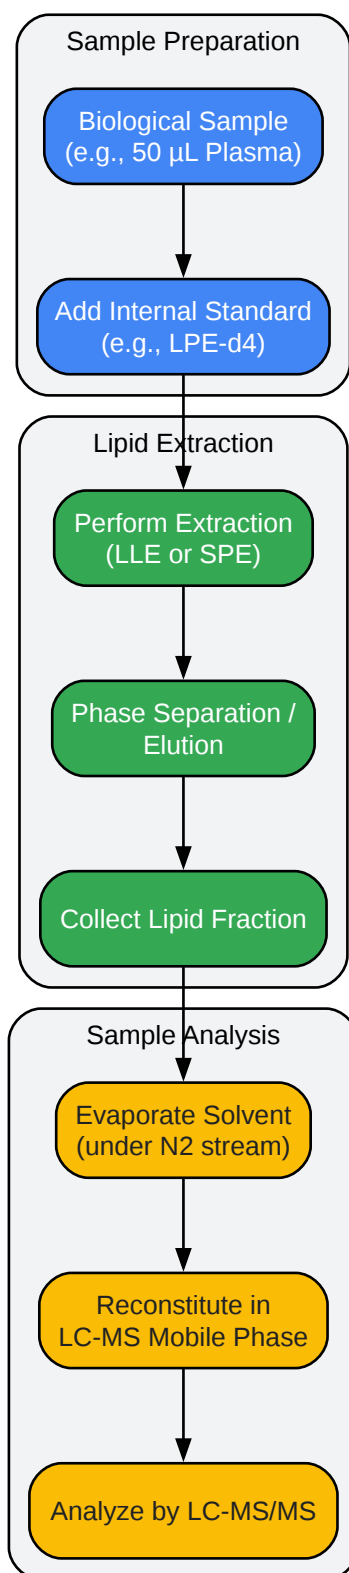 Sample Preparation
Biological Sample
(e.g., 50 µL Plasma)
Add Internal Standard
(e.g., LPE-d4)
Lipid Extraction
Perform Extraction
(LLE or SPE)
Phase Separation /
Elution
Collect Lipid Fraction
Sample Analysis
Evaporate Solvent
(under N2 stream)
Reconstitute in
LC-MS Mobile Phase
Analyze by LC-MS/MS